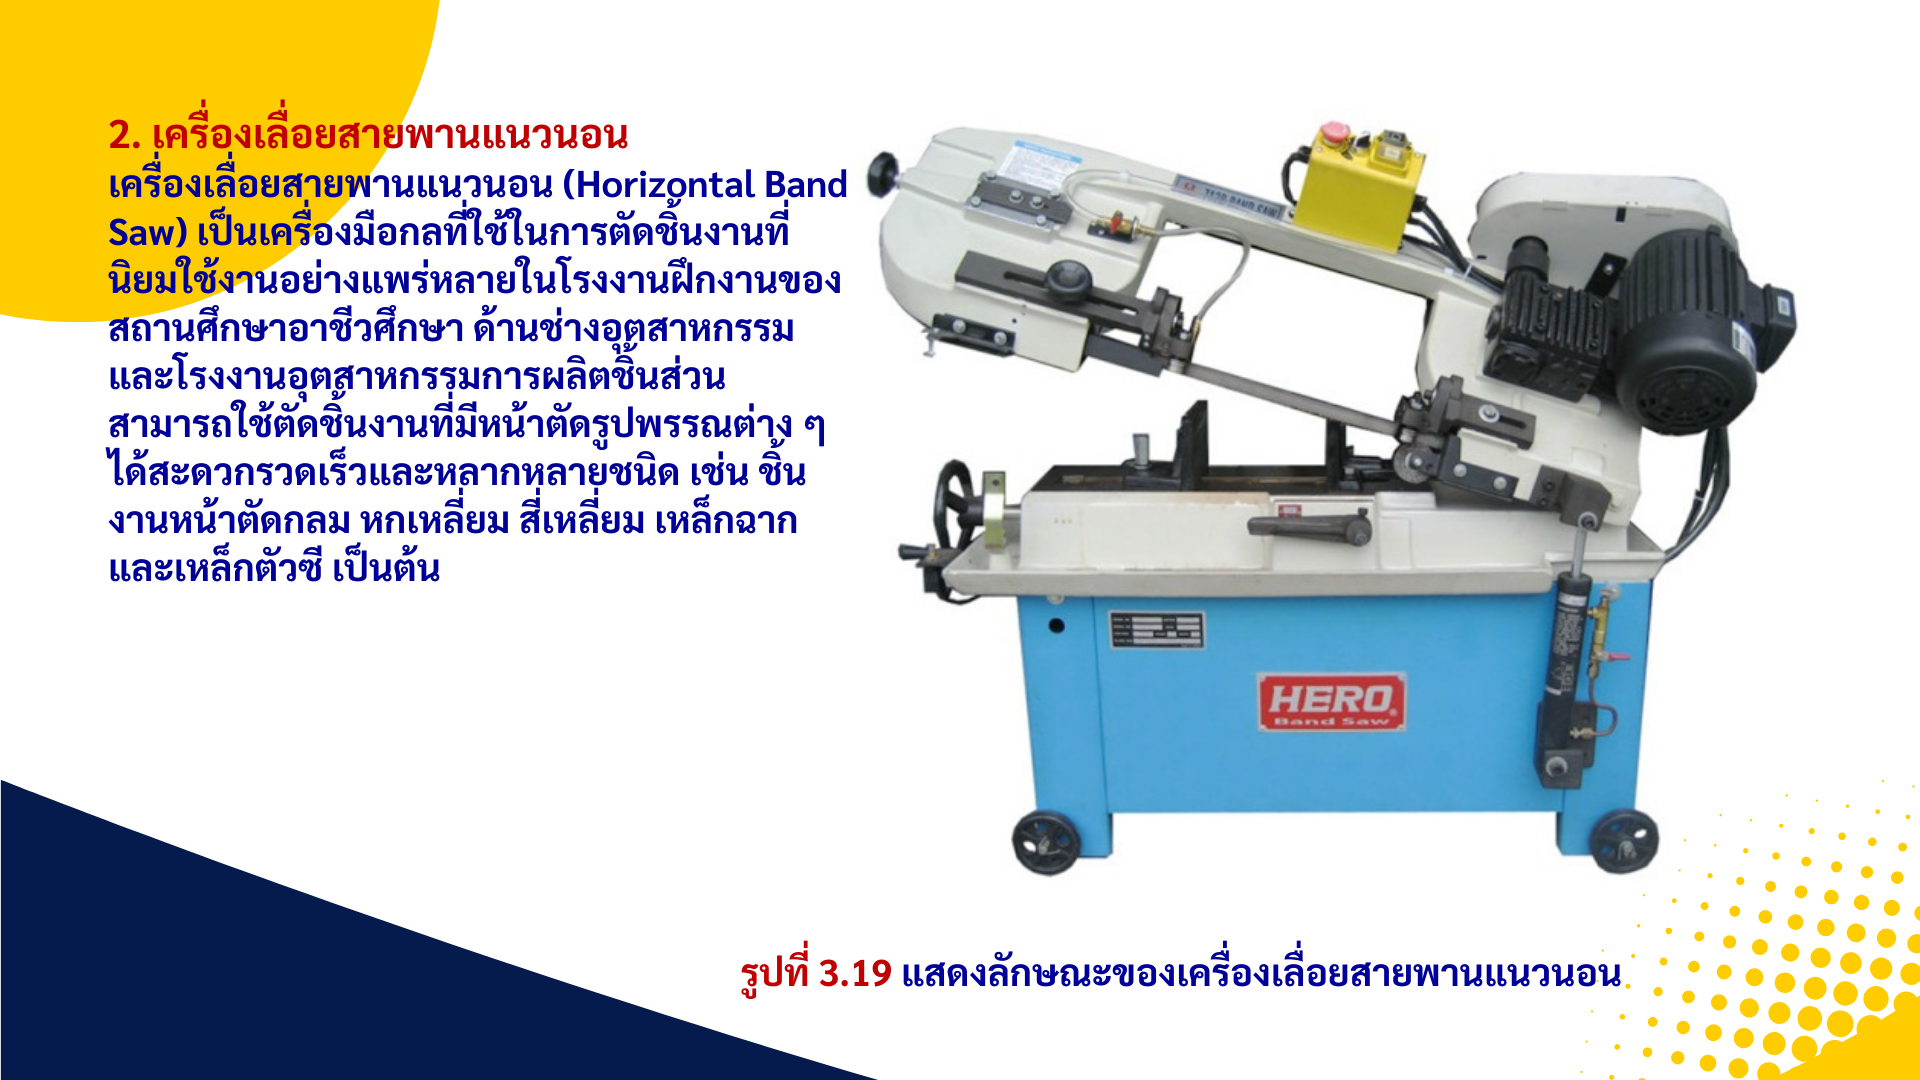 2. เครื่องเลื่อยสายพานแนวนอน
เครื่องเลื่อยสายพานแนวนอน (Horizontal Band
Saw) เป็นเครื่องมือกลที่ใช้ในการตัดชิ้นงานที่
นิยมใช้งานอย่างแพร่หลายในโรงงานฝึกงานของ
สถานศึกษาอาชีวศึกษา ด้านช่างอุตสาหกรรม
และโรงงานอุตสาหกรรมการผลิตชิ้นส่วน
สามารถใช้ตัดชิ้นงานที่มีหน้าตัดรูปพรรณต่าง ๆ
ได้สะดวกรวดเร็วและหลากหลายชนิด เช่น ชิ้น
งานหน้าตัดกลม หกเหลี่ยม สี่เหลี่ยม เหล็กฉาก
และเหล็กตัวซี เป็นต้น
BAND SAW
HERO
Band Saw
รูปที่ 3.19 แสดงลักษณะของเครื่องเลื่อยสายพานแนวนอน